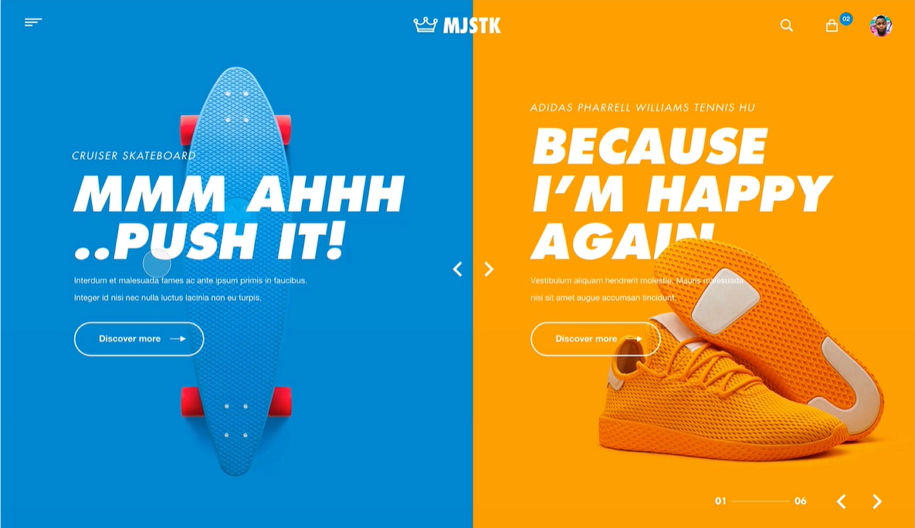 MJSTK
02
CRUISER SKATEBOARD
MMM AHHH
..PUSH IT!
Interdum et malesuada fames ac ante ipsum primis in faucibus.
Integer id nisi nec nulla luctus lacinia non eu turpis.
Discover more
ADIDAS PHARRELL WILLIAMS TENNIS HU
BECAUSE
I'M HAPPY
AGAIN
Vestibulum aliquam hendrerit molestie. Mauris malesuada
nisi sit amet augue accumsan tincidunt.
Discover more
01
06